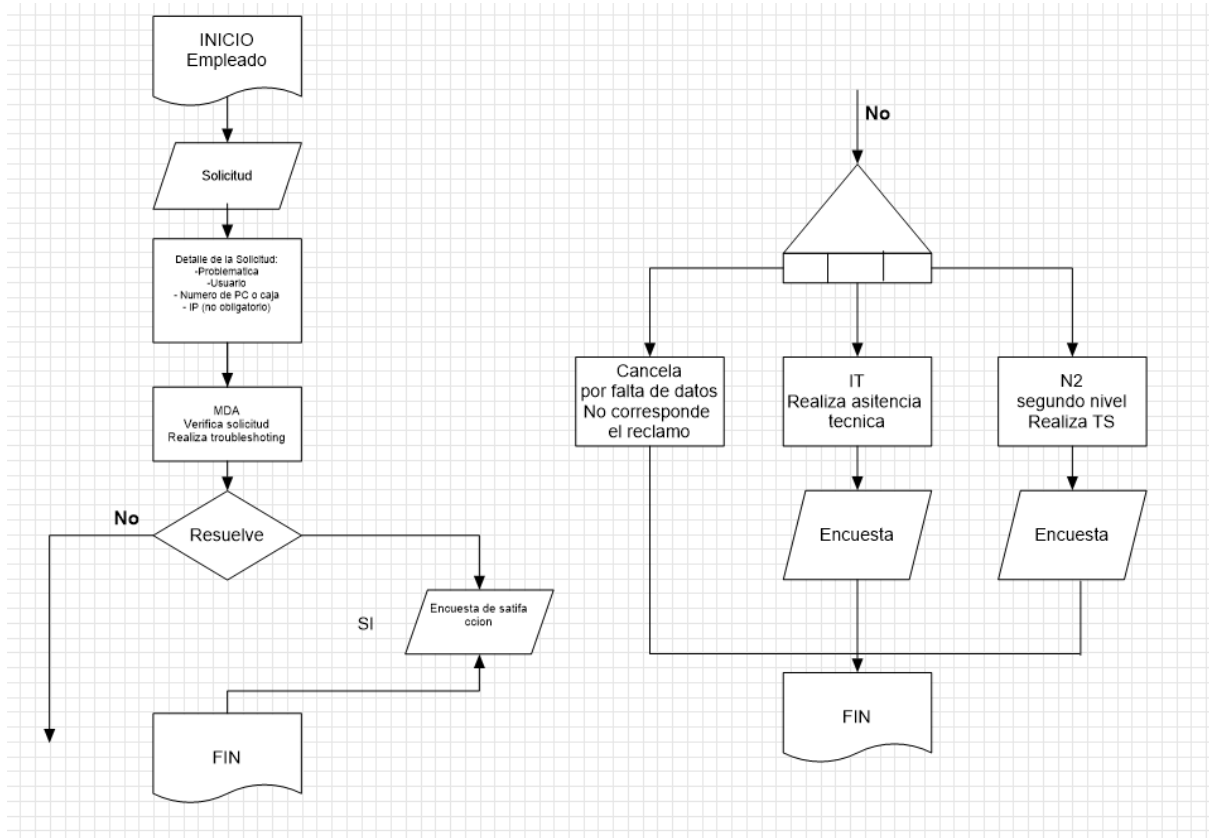 INICIO
Empleado
Solicitud
Detalle de la Solicitud:
-Problematica
-Usuario
- Numero de PC o caja
- IP (no obligatorio)
MDA
Verifica solicitud
Realiza troubleshoting
No
Resuelve
SI
Encuesta de satifa
ccion
FIN
No
Cancela
por falta de datos
No corresponde
el reclamo
IT
Realiza asitencia
tecnica
N2
segundo nivel
Realiza TS
Encuesta
Encuesta
FIN